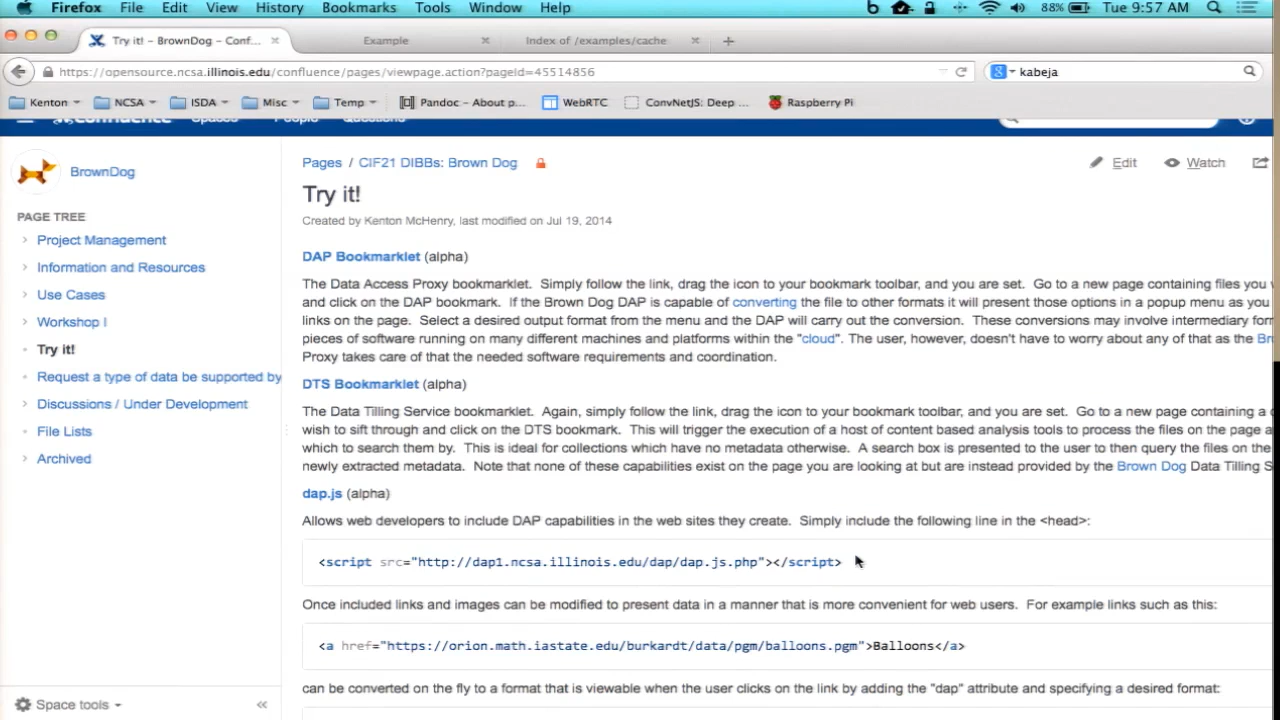 Firefox File Edit View History Bookmarks Tools Window Help 88% Tue 9:57 AM
Try it! – BrownDog – Conf... Example Index of /examples/cache
https://opensource.ncsa.illinois.edu/confluence/pages/viewpage.action?pageId=45514856 kabeja
Kenton NCSA ISDA Misc Temp Pandoc – About p... WebRTC ConvNetJS: Deep ... Raspberry Pi
Confluence Spaces People Questions
BrownDog
PAGE TREE
Project Management
Information and Resources
Use Cases
Workshop I
Try it!
Request a type of data be supported by
Discussions / Under Development
File Lists
Archived
Space tools
Pages / CIF21 DIBBs: Brown Dog
Edit Watch
Try it!
Created by Kenton McHenry, last modified on Jul 19, 2014
DAP Bookmarklet (alpha)
The Data Access Proxy bookmarklet. Simply follow the link, drag the icon to your bookmark toolbar, and you are set. Go to a new page containing files you
and click on the DAP bookmark. If the Brown Dog DAP is capable of converting the file to other formats it will present those options in a popup menu as you
links on the page. Select a desired output format from the menu and the DAP will carry out the conversion. These conversions may involve intermediary for
pieces of software running on many different machines and platforms within the "cloud". The user, however, doesn't have to worry about any of that as the Br
Proxy takes care of that the needed software requirements and coordination.
DTS Bookmarklet (alpha)
The Data Tilling Service bookmarklet. Again, simply follow the link, drag the icon to your bookmark toolbar, and you are set. Go to a new page containing a
wish to sift through and click on the DTS bookmark. This will trigger the execution of a host of content based analysis tools to process the files on the page a
which to search them by. This is ideal for collections which have no metadata otherwise. A search box is presented to the user to then query the files on the
newly extracted metadata. Note that none of these capabilities exist on the page you are looking at but are instead provided by the Brown Dog Data Tilling S
dap.js (alpha)
Allows web developers to include DAP capabilities in the web sites they create. Simply include the following line in the <head>:
<script src="http://dap1.ncsa.illinois.edu/dap/dap.js.php"></script>
Once included links and images can be modified to present data in a manner that is more convenient for web users. For example links such as this:
<a href="https://orion.math.iastate.edu/burkardt/data/pgm/balloons.pgm">Balloons</a>
can be converted on the fly to a format that is viewable when the user clicks on the link by adding the "dap" attribute and specifying a desired format: